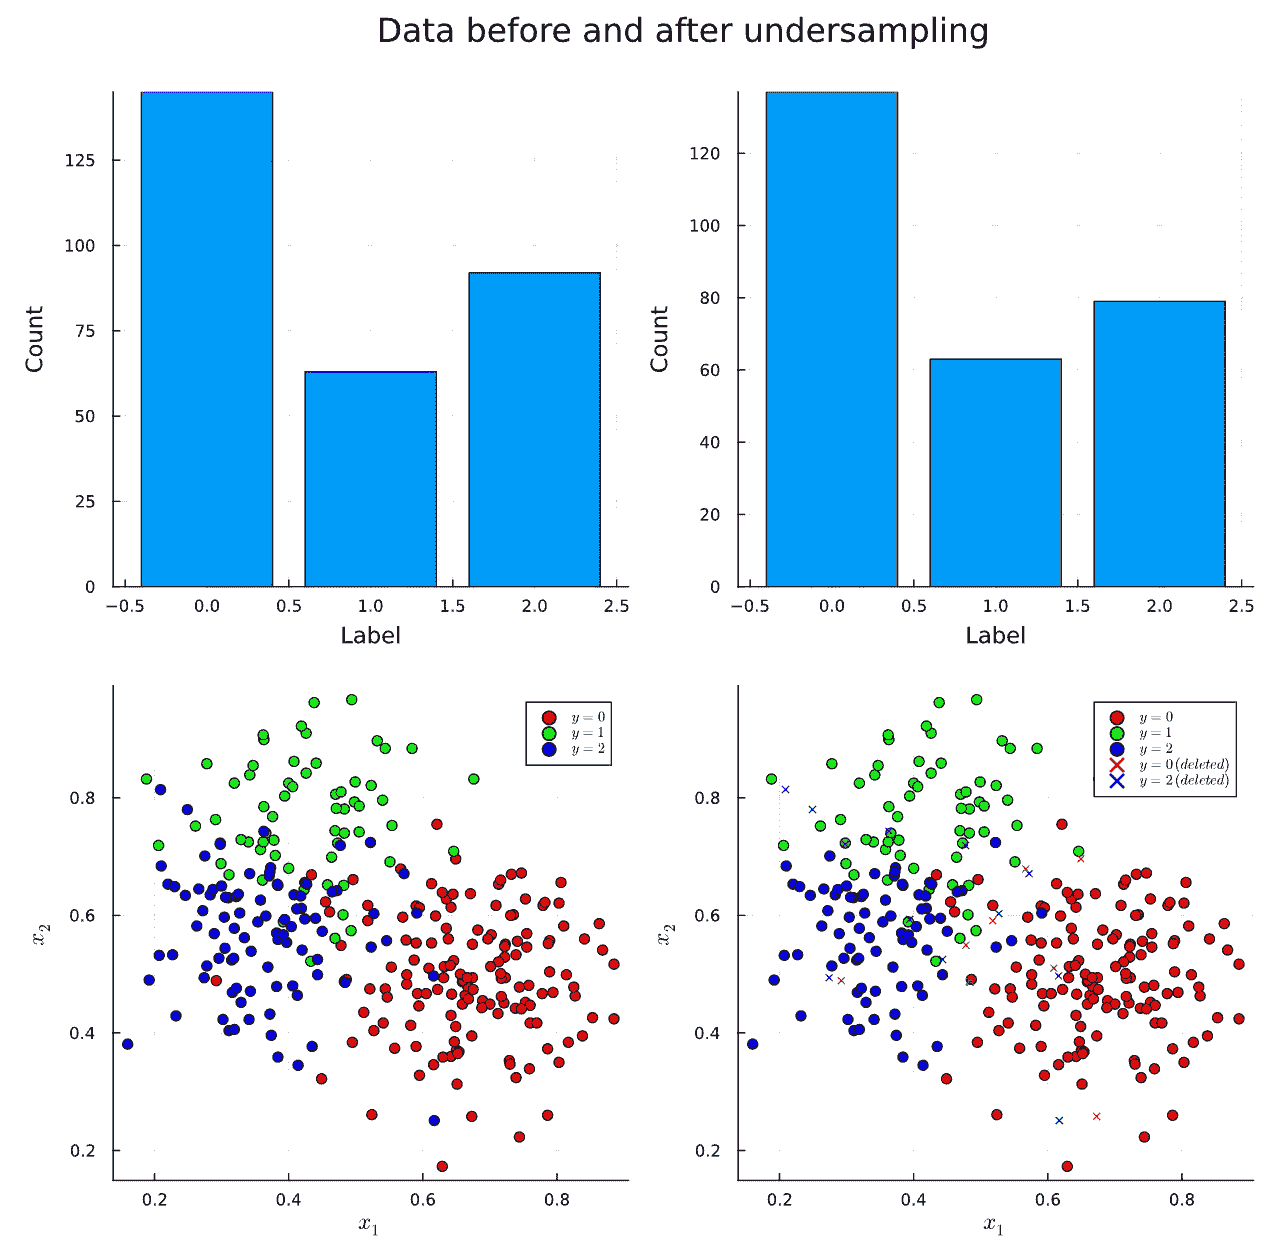 Data before and after undersampling
125
100
75
50
25
0
Count
−0.5 0.0 0.5 1.0 1.5 2.0 2.5
Label
120
100
80
60
40
20
0
Count
−0.5 0.0 0.5 1.0 1.5 2.0 2.5
Label
y = 0
y = 1
y = 2
0.8
0.6
0.4
0.2
x₂
0.2 0.4 0.6 0.8
x₁
y = 0
y = 1
y = 2
y = 0(deleted)
y = 2(deleted)
0.8
0.6
0.4
0.2
x₂
0.2 0.4 0.6 0.8
x₁